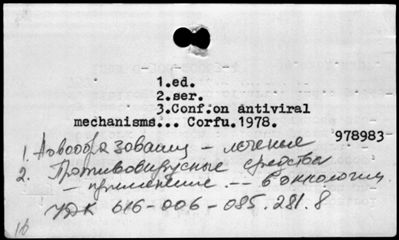 1.ed.
2.ser.
3.Conf.on antiviral
mechanisms... Corfu.1978.
978983
1. Новообразования – лечение
2. Противовирусные средства
– применение -- в онкологии
УДК 616-006-085.281.8
16